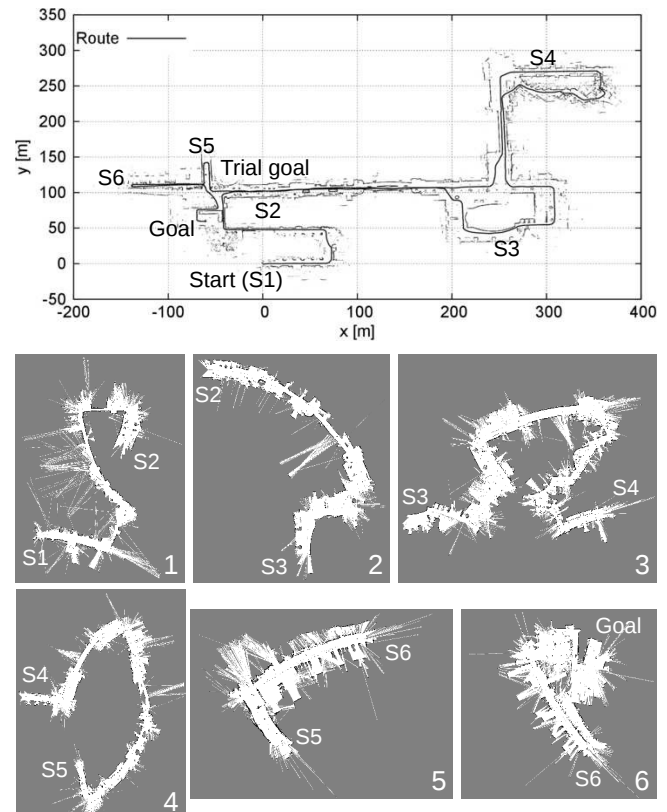 350
Route
300
S4
250
200
y [m]
S5
150
S6
Trial goal
100
S2
50
Goal
S3
0
Start (S1)
-50
-200 -100 0 100 200 300 400
x [m]
S2
S1
1
S2
S3
2
S3
S4
3
S4
S5
4
S6
S5
5
Goal
S6
6